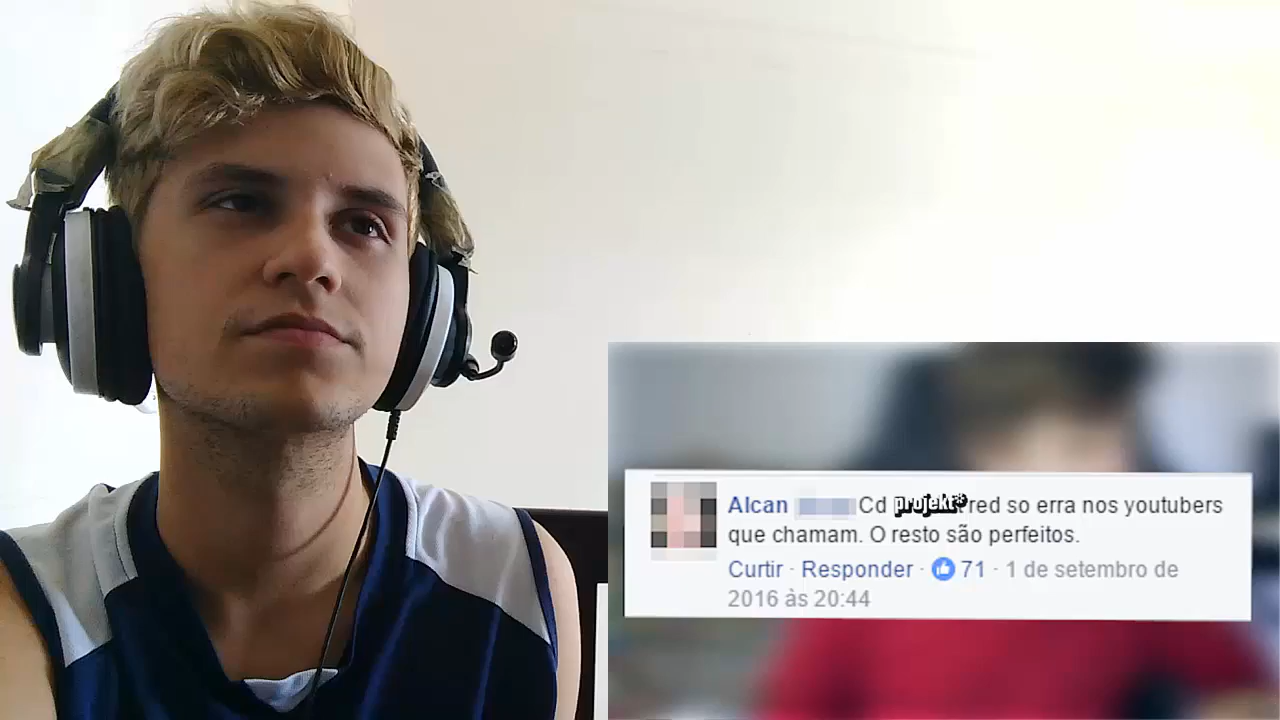 Alcan Cd projekt* red so erra nos youtubers
que chamam. O resto são perfeitos.
Curtir · Responder · 71 · 1 de setembro de
2016 às 20:44